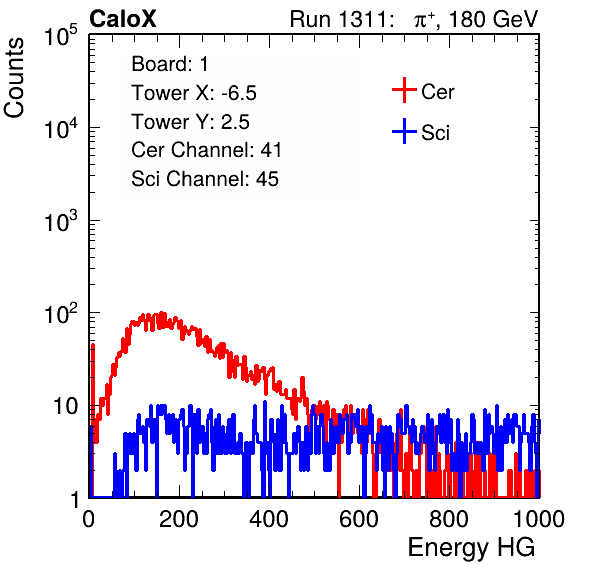 CaloX Run 1311: π⁺, 180 GeV
Counts
Board: 1
Tower X: -6.5
Tower Y: 2.5
Cer Channel: 41
Sci Channel: 45
Cer
Sci
10⁵
10⁴
10³
10²
10
1
0 200 400 600 800 1000
Energy HG